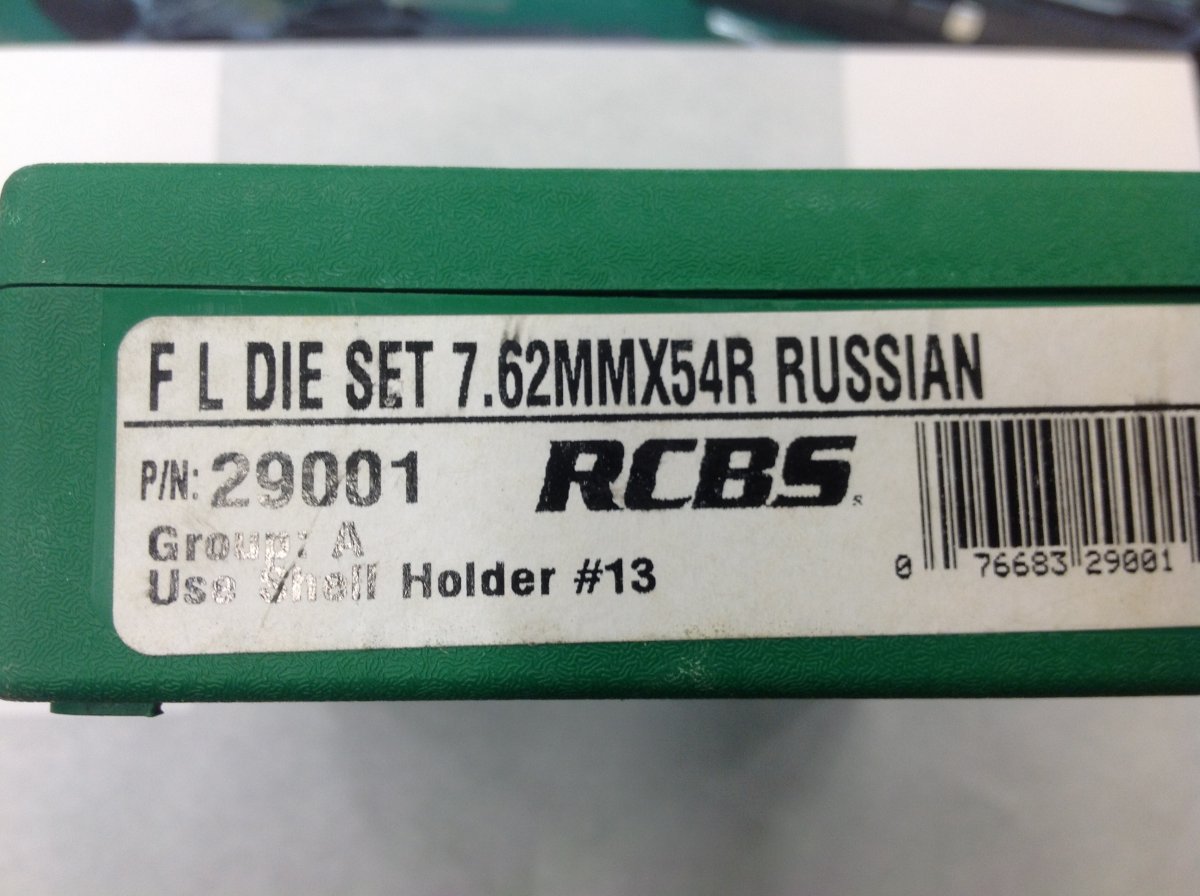 F L DIE SET 7.62MMX54R RUSSIAN
P/N: 29001
RCBS
Group: A
Use Shell Holder #13
0 76683 29001